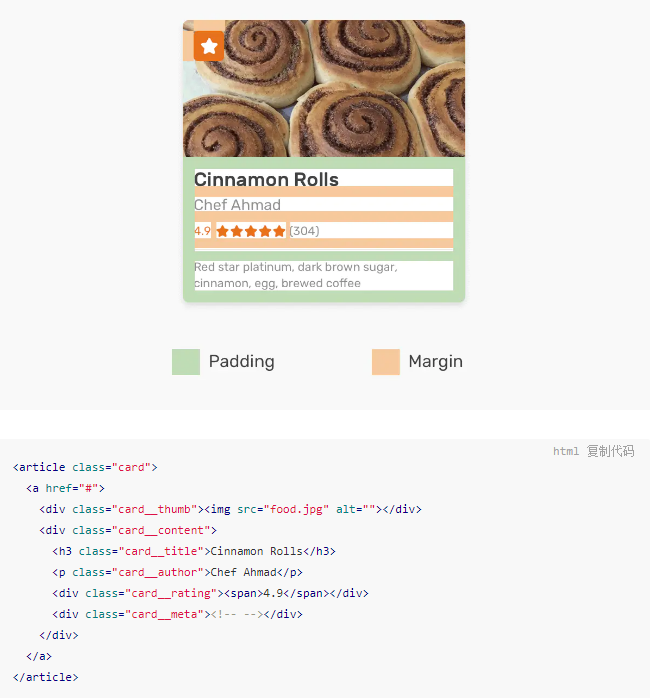 Cinnamon Rolls
Chef Ahmad
4.9 (304)
Red star platinum, dark brown sugar,
cinnamon, egg, brewed coffee
Padding
Margin
html 复制代码
<article class="card">
  <a href="#">
    <div class="card__thumb"><img src="food.jpg" alt=""></div>
    <div class="card__content">
      <h3 class="card__title">Cinnamon Rolls</h3>
      <p class="card__author">Chef Ahmad</p>
      <div class="card__rating"><span>4.9</span></div>
      <div class="card__meta"><!-- --></div>
    </div>
  </a>
</article>